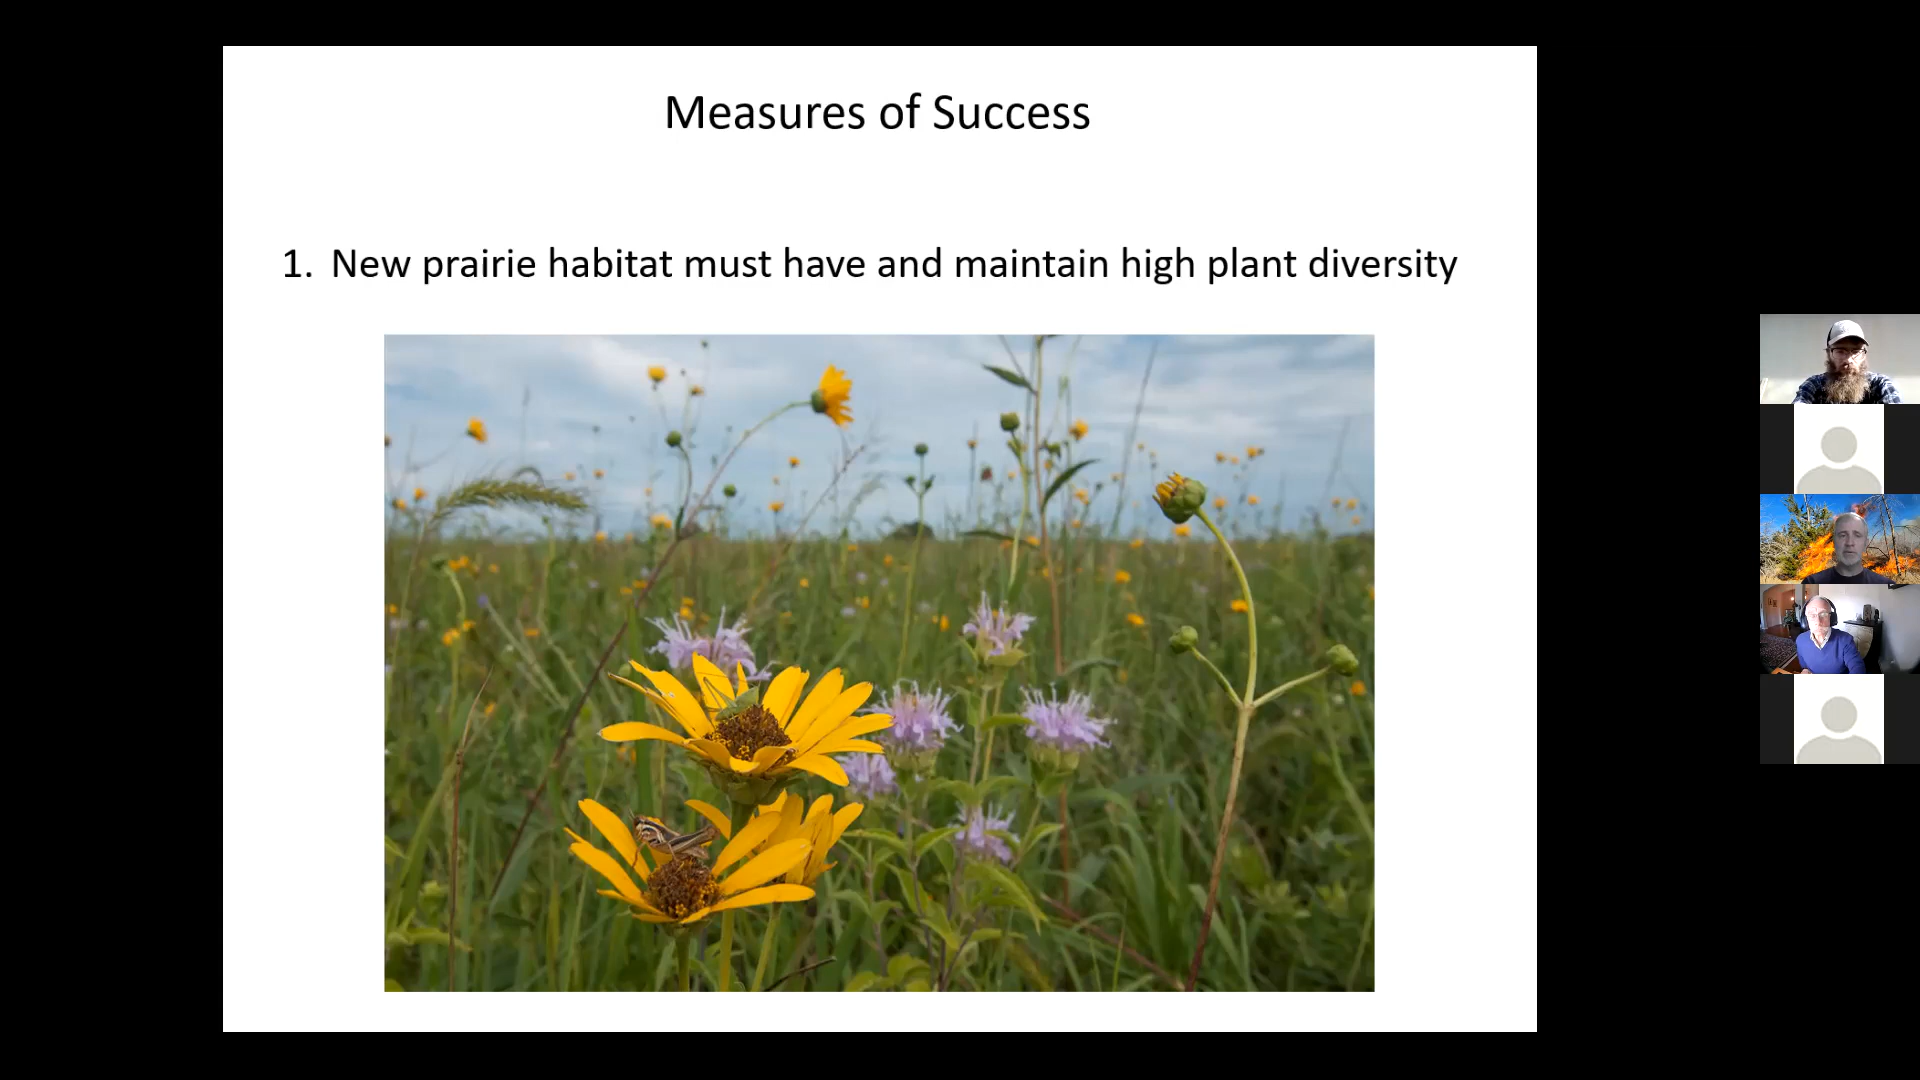 Measures of Success
1. New prairie habitat must have and maintain high plant diversity